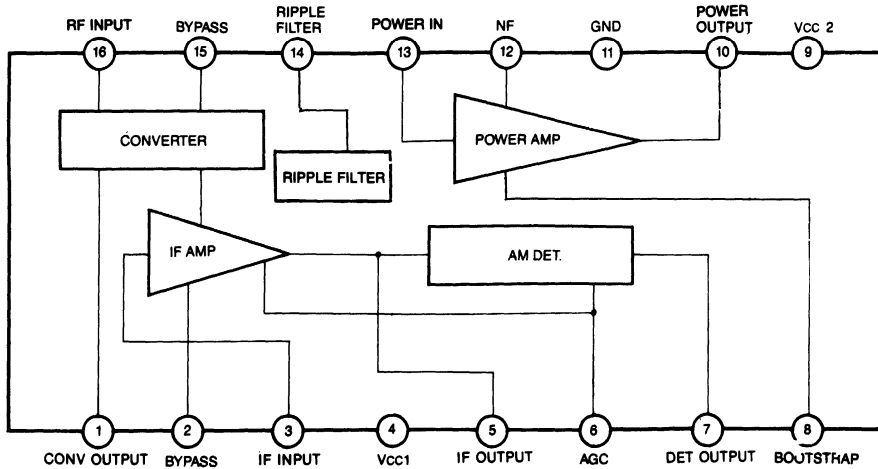 RF INPUT
BYPASS
RIPPLE
FILTER
POWER IN
NF
GND
POWER
OUTPUT
VCC 2
16
15
14
13
12
11
10
9
CONVERTER
RIPPLE FILTER
POWER AMP
IF AMP
AM DET.
1
2
3
4
5
6
7
8
CONV OUTPUT
BYPASS
IF INPUT
VCC1
IF OUTPUT
AGC
DET OUTPUT
BOOTSTRAP